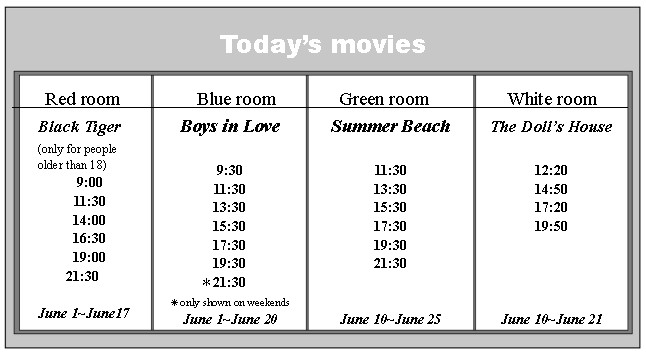 Today's movies
Red room
Black Tiger
(only for people
older than 18)
9:00
11:30
14:00
16:30
19:00
21:30
June 1~June17
Blue room
Boys in Love
9:30
11:30
13:30
15:30
17:30
19:30
*21:30
*only shown on weekends
June 1~June 20
Green room
Summer Beach
11:30
13:30
15:30
17:30
19:30
21:30
June 10~June 25
White room
The Doll's House
12:20
14:50
17:20
19:50
June 10~June 21